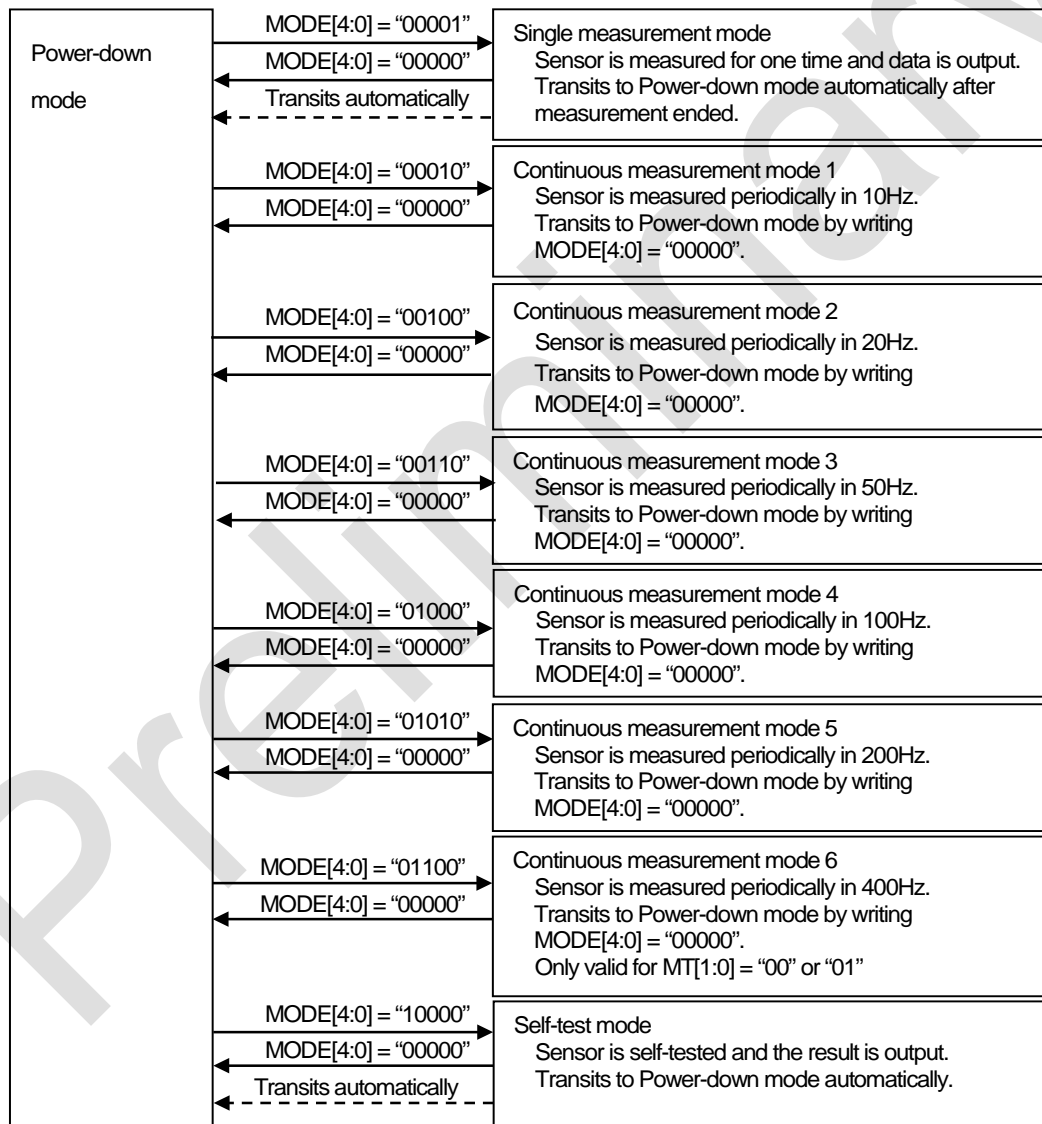 Power-down
mode
MODE[4:0] = “00001”
MODE[4:0] = “00000”
Transits automatically
Single measurement mode
Sensor is measured for one time and data is output.
Transits to Power-down mode automatically after
measurement ended.
MODE[4:0] = “00010”
MODE[4:0] = “00000”
Continuous measurement mode 1
Sensor is measured periodically in 10Hz.
Transits to Power-down mode by writing
MODE[4:0] = “00000”.
MODE[4:0] = “00100”
MODE[4:0] = “00000”
Continuous measurement mode 2
Sensor is measured periodically in 20Hz.
Transits to Power-down mode by writing
MODE[4:0] = “00000”.
MODE[4:0] = “00110”
MODE[4:0] = “00000”
Continuous measurement mode 3
Sensor is measured periodically in 50Hz.
Transits to Power-down mode by writing
MODE[4:0] = “00000”.
MODE[4:0] = “01000”
MODE[4:0] = “00000”
Continuous measurement mode 4
Sensor is measured periodically in 100Hz.
Transits to Power-down mode by writing
MODE[4:0] = “00000”.
MODE[4:0] = “01010”
MODE[4:0] = “00000”
Continuous measurement mode 5
Sensor is measured periodically in 200Hz.
Transits to Power-down mode by writing
MODE[4:0] = “00000”.
MODE[4:0] = “01100”
MODE[4:0] = “00000”
Continuous measurement mode 6
Sensor is measured periodically in 400Hz.
Transits to Power-down mode by writing
MODE[4:0] = “00000”.
Only valid for MT[1:0] = “00” or “01”
MODE[4:0] = “10000”
MODE[4:0] = “00000”
Transits automatically
Self-test mode
Sensor is self-tested and the result is output.
Transits to Power-down mode automatically.
Preliminary